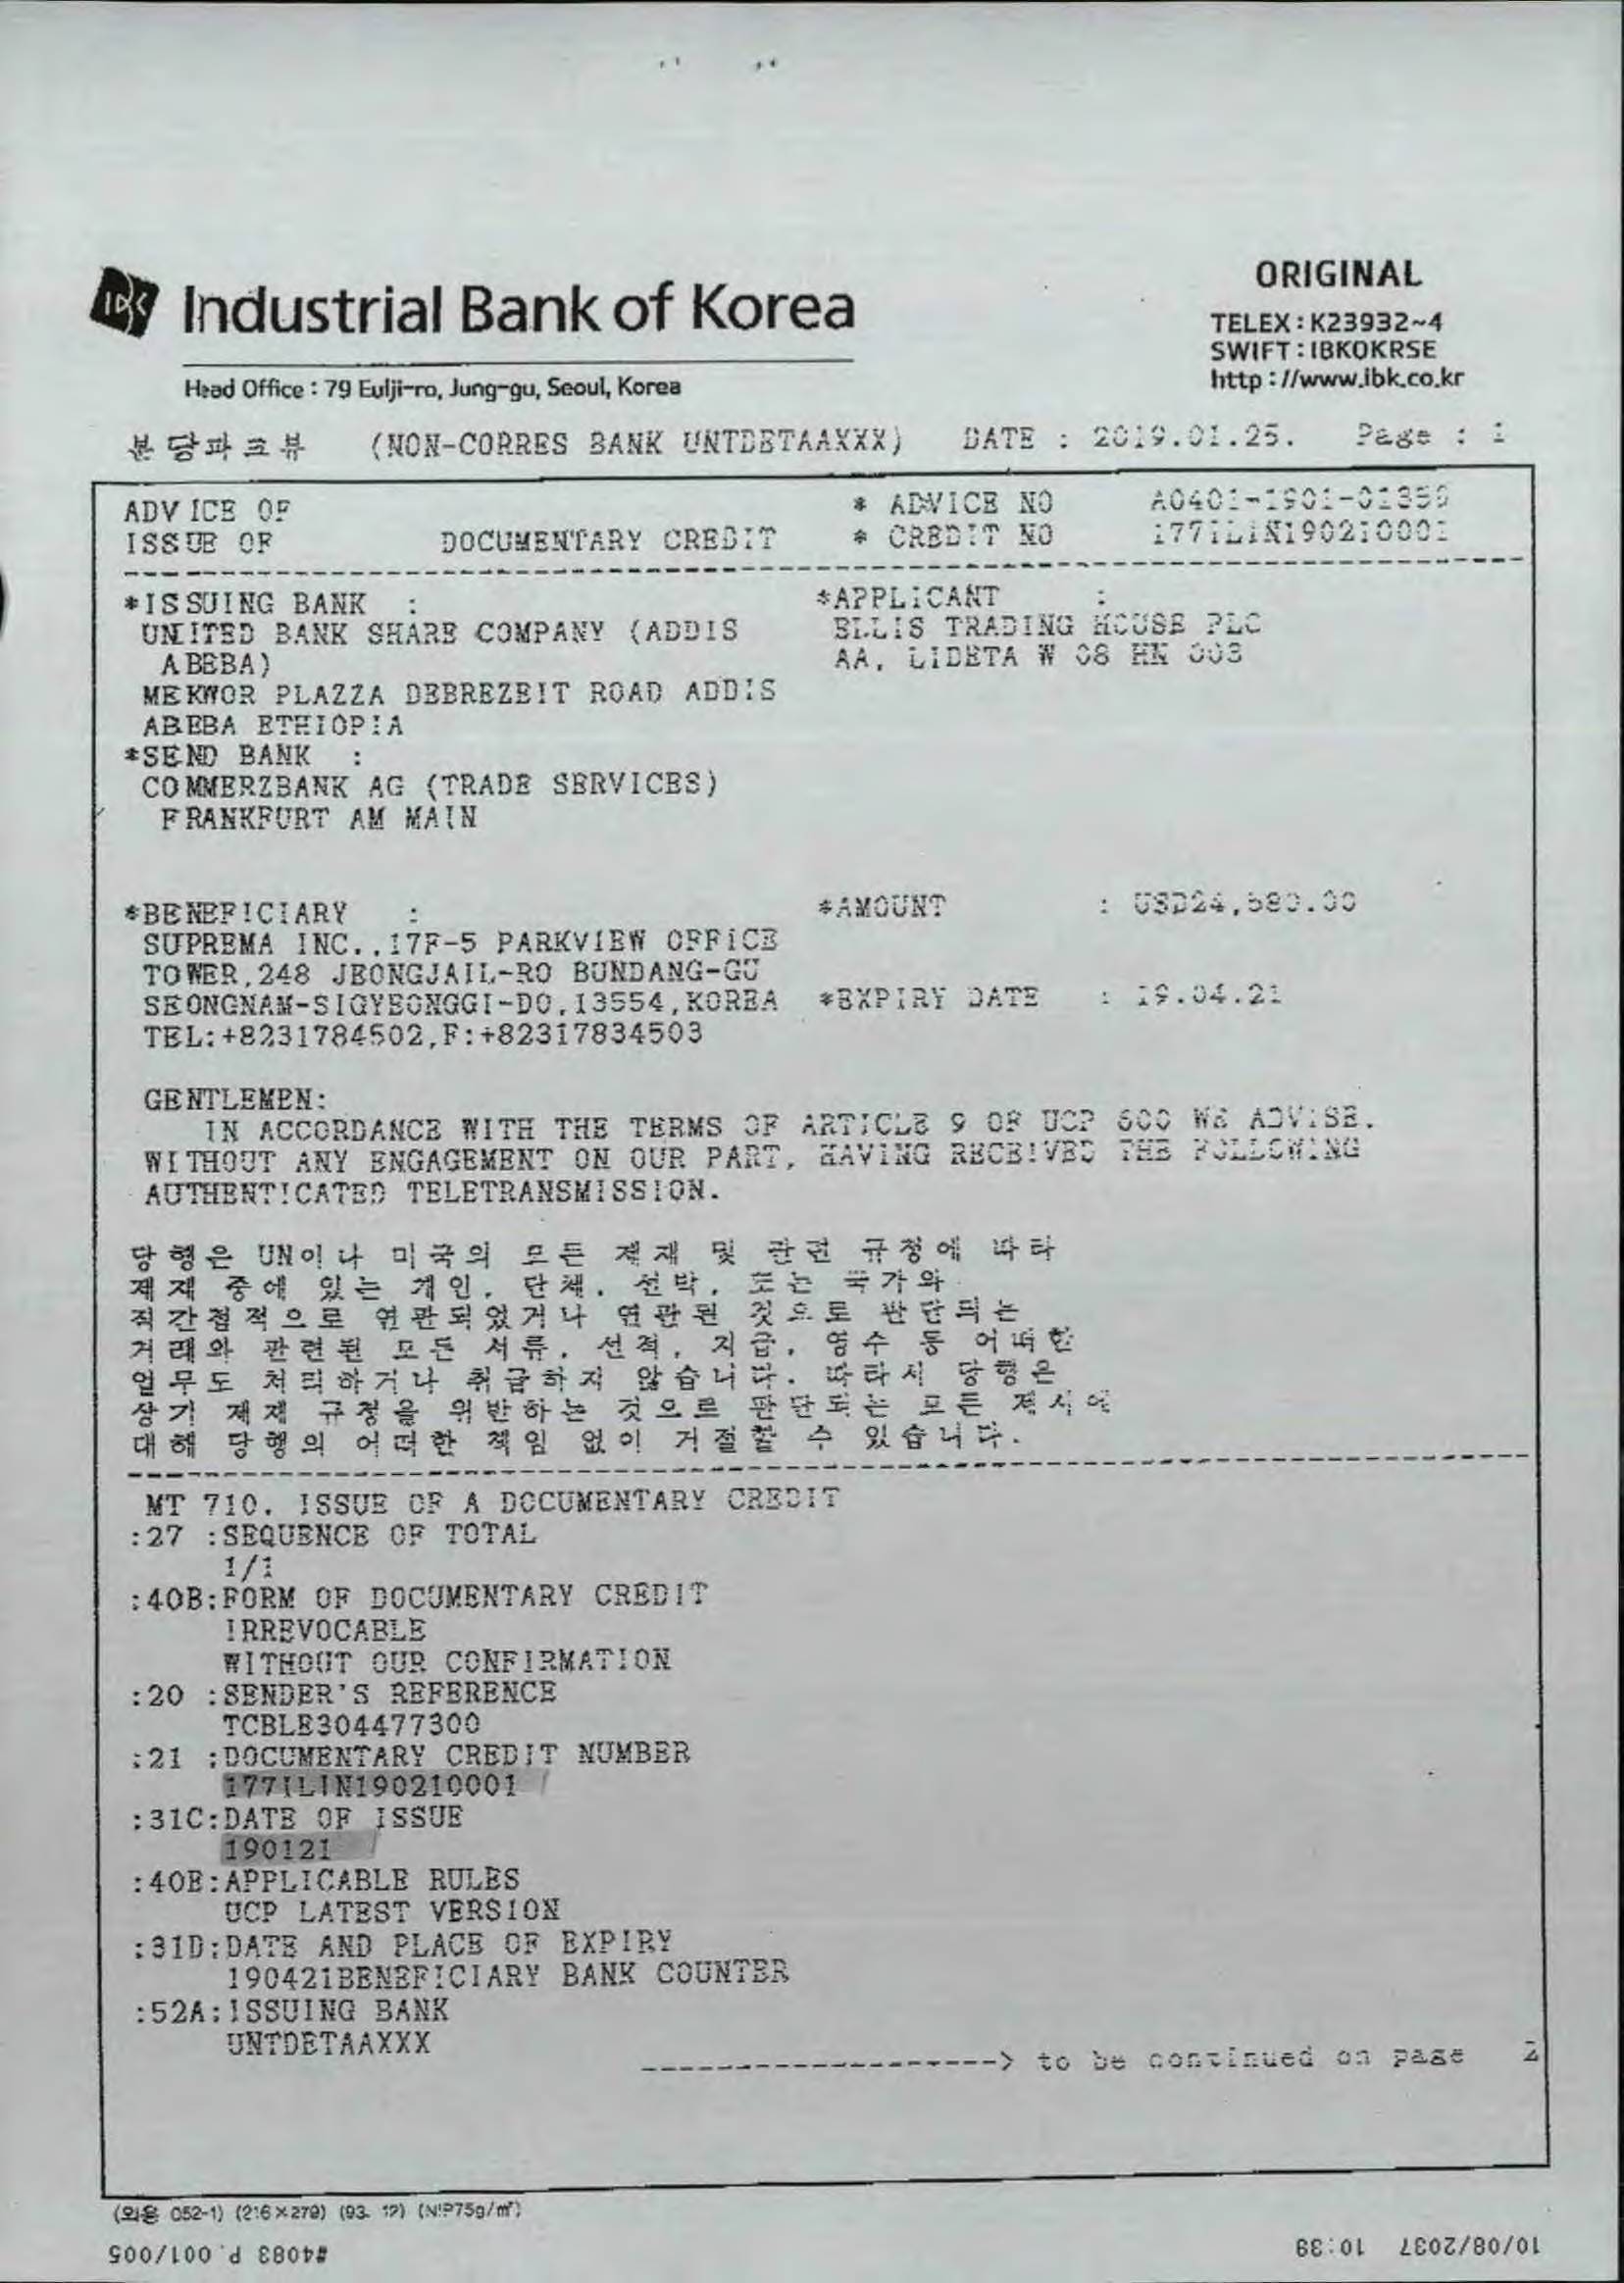 Industrial Bank of Korea
Head Office : 79 Eulji-ro, Jung-gu, Seoul, Korea
ORIGINAL
TELEX : K23932~4
SWIFT : IBKOKRSE
http : //www.ibk.co.kr
분당파크뷰 (NON-CORRES BANK UNTDETAAXXX) DATE : 2019.01.25. Page : 1
ADVICE OF * ADVICE NO A0401-1901-01356
ISSUE OF DOCUMENTARY CREDIT * CREDIT NO 177ILIN190210001
*ISSUING BANK : *APPLICANT :
UNITED BANK SHARE COMPANY (ADDIS ELLIS TRADING HOUSE PLC
ABEBA) AA, LIDETA W 08 HN 003
MEKWOR PLAZZA DEBREZEIT ROAD ADDIS
ABEBA ETHIOPIA
*SEND BANK :
COMMERZBANK AG (TRADE SERVICES)
FRANKFURT AM MAIN
*BENEFICIARY : *AMOUNT : USD24,580.00
SUPREMA INC.,17F-5 PARKVIEW OFFICE
TOWER,248 JEONGJAIL-RO BUNDANG-GU
SEONGNAM-SIGYEONGGI-DO,13554,KOREA *EXPIRY DATE : 19.04.21
TEL:+8231784502,F:+82317834503
GENTLEMEN:
IN ACCORDANCE WITH THE TERMS OF ARTICLE 9 OF UCP 600 WE ADVISE,
WITHOUT ANY ENGAGEMENT ON OUR PART, HAVING RECEIVED THE FOLLOWING
AUTHENTICATED TELETRANSMISSION.
당행은 UN이나 미국의 모든 제재 및 관련 규정에 따라
제재 중에 있는 개인, 단체, 선박, 또는 국가와
직간접적으로 연관되었거나 연관된 것으로 판단되는
거래와 관련된 모든 서류, 선적, 지급, 영수 등 어떠한
업무도 처리하거나 취급하지 않습니다. 따라서 당행은
상기 제재 규정을 위반하는 것으로 판단되는 모든 제시에
대해 당행의 어떠한 책임 없이 거절할 수 있습니다.
MT 710. ISSUE OF A DOCUMENTARY CREDIT
:27 :SEQUENCE OF TOTAL
1/1
:40B:FORM OF DOCUMENTARY CREDIT
IRREVOCABLE
WITHOUT OUR CONFIRMATION
:20 :SENDER'S REFERENCE
TCBLE304477300
:21 :DOCUMENTARY CREDIT NUMBER
177ILIN190210001
:31C:DATE OF ISSUE
190121
:40E:APPLICABLE RULES
UCP LATEST VERSION
:31D:DATE AND PLACE OF EXPIRY
190421BENEFICIARY BANK COUNTER
:52A:ISSUING BANK
UNTDETAAXXX
-------------------> to be continued on page 2
(외용 052-1) (216×279) (93. 12) (NIP75g/㎡)
10/08/2037 10:39 #4083 P. 001/005